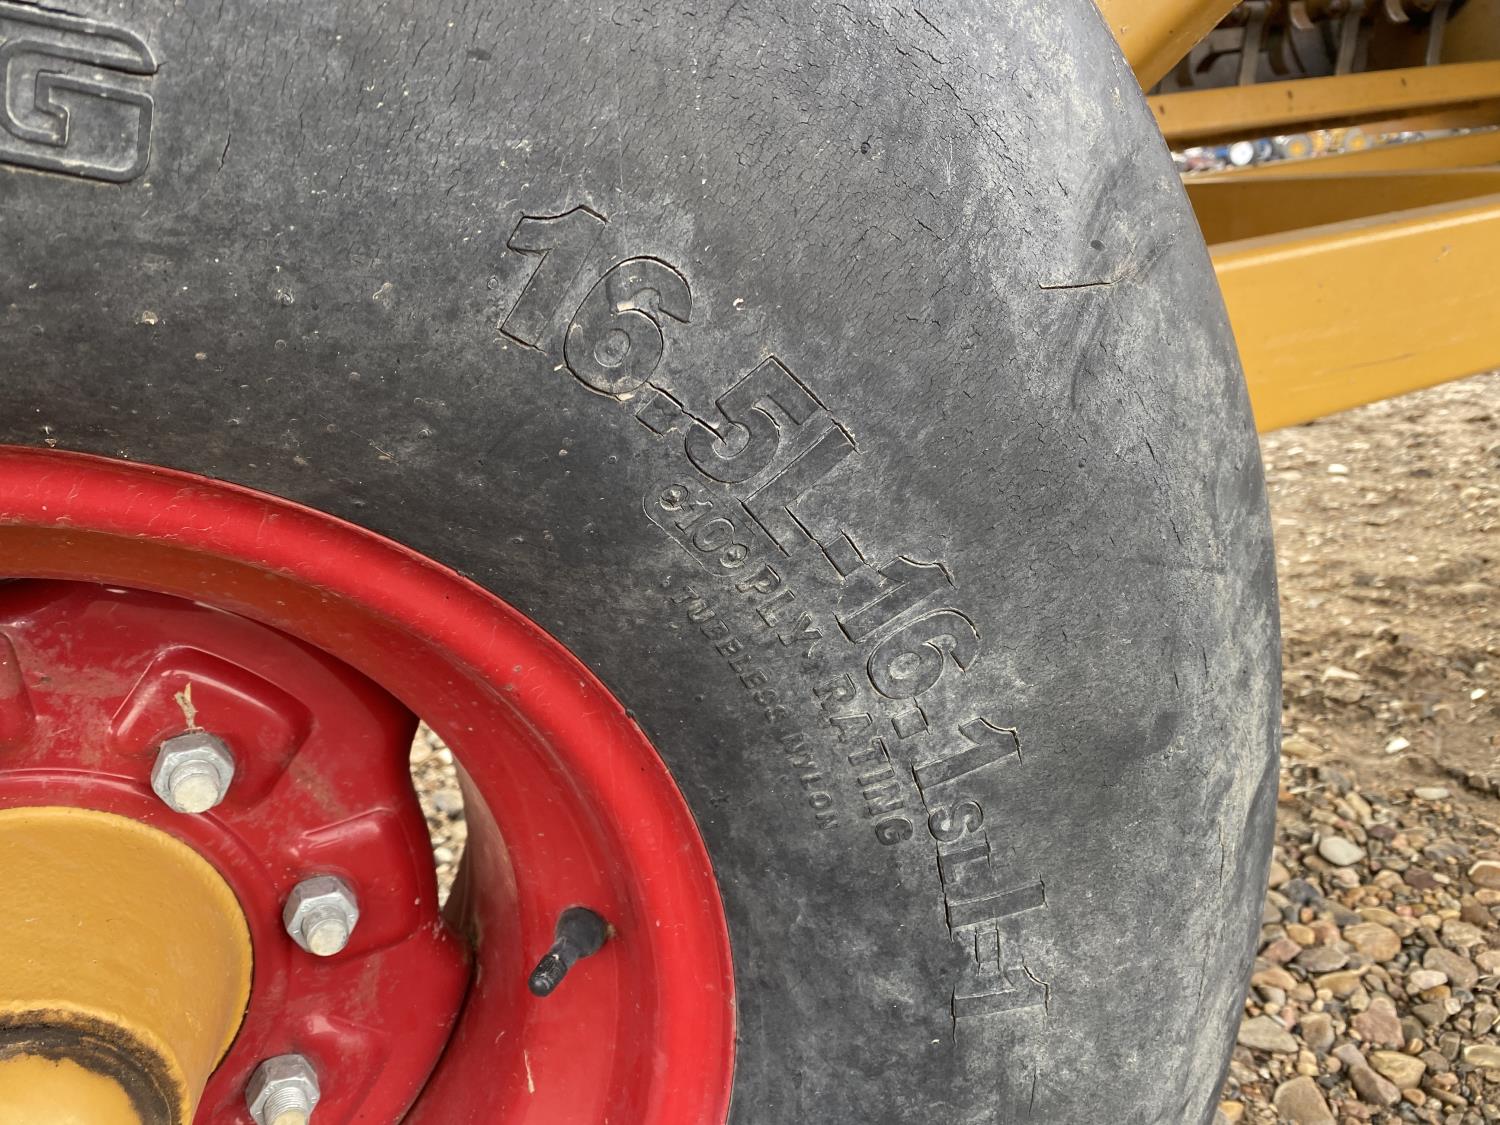 G
16.5L-16.1SL I-1
10 PLY RATING
TUBELESS NYLON